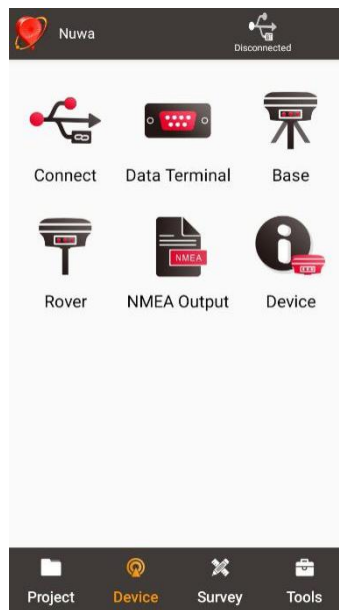 Nuwa
Disconnected
Connect
Data Terminal
Base
NMEA
Rover
NMEA Output
Device
Project
Device
Survey
Tools